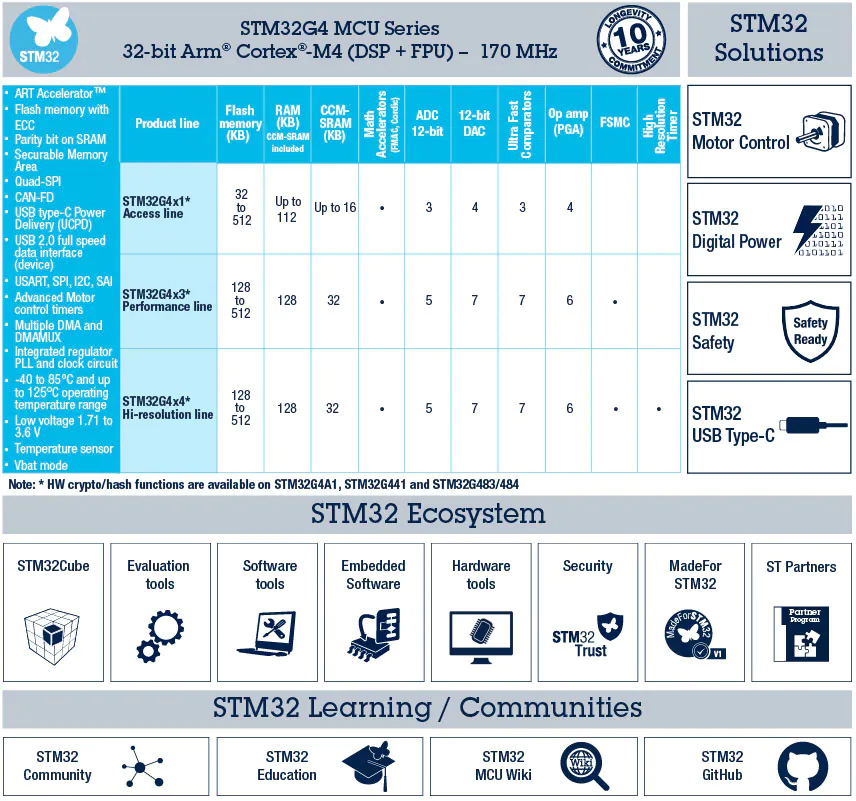 STM32
STM32G4 MCU Series
32-bit Arm® Cortex®-M4 (DSP + FPU) – 170 MHz
LONGEVITY
10
YEARS
COMMITMENT
STM32
Solutions
• ART Accelerator™
• Flash memory with
ECC
• Parity bit on SRAM
• Securable Memory
Area
• Quad-SPI
• CAN-FD
• USB type-C Power
Delivery (UCPD)
• USB 2.0 full speed
data interface
(device)
• USART, SPI, I2C, SAI
• Advanced Motor
control timers
• Multiple DMA and
DMAMUX
• Integrated regulator
PLL and clock circuit
• -40 to 85°C and up
to 125°C operating
temperature range
• Low voltage 1.71 to
3.6 V
• Temperature sensor
• Vbat mode
Product line
Flash
memory
(KB)
RAM
(KB)
CCM-SRAM
included
CCM-
SRAM
(KB)
Math
Accelerators
(FMAC, Cordic)
ADC
12-bit
12-bit
DAC
Ultra Fast
Comparators
Op amp
(PGA)
FSMC
High
Resolution
Timer
STM32G4x1*
Access line
32
to
512
Up to
112
Up to 16
•
3
4
3
4
STM32G4x3*
Performance line
128
to
512
128
32
•
5
7
7
6
•
STM32G4x4*
Hi-resolution line
128
to
512
128
32
•
5
7
7
6
•
•
Note: * HW crypto/hash functions are available on STM32G4A1, STM32G441 and STM32G483/484
STM32
Motor Control
STM32
Digital Power
1010
10111
11010
01101
101011
0101111
STM32
Safety
Safety
Ready
STM32
USB Type-C
STM32 Ecosystem
STM32Cube
Evaluation
tools
Software
tools
Embedded
Software
Hardware
tools
Security
STM32
Trust
MadeFor
STM32
MadeForSTM32
V1
ST Partners
Partner
Program
STM32 Learning / Communities
STM32
Community
STM32
Education
STM32
MCU Wiki
Wiki
STM32
GitHub